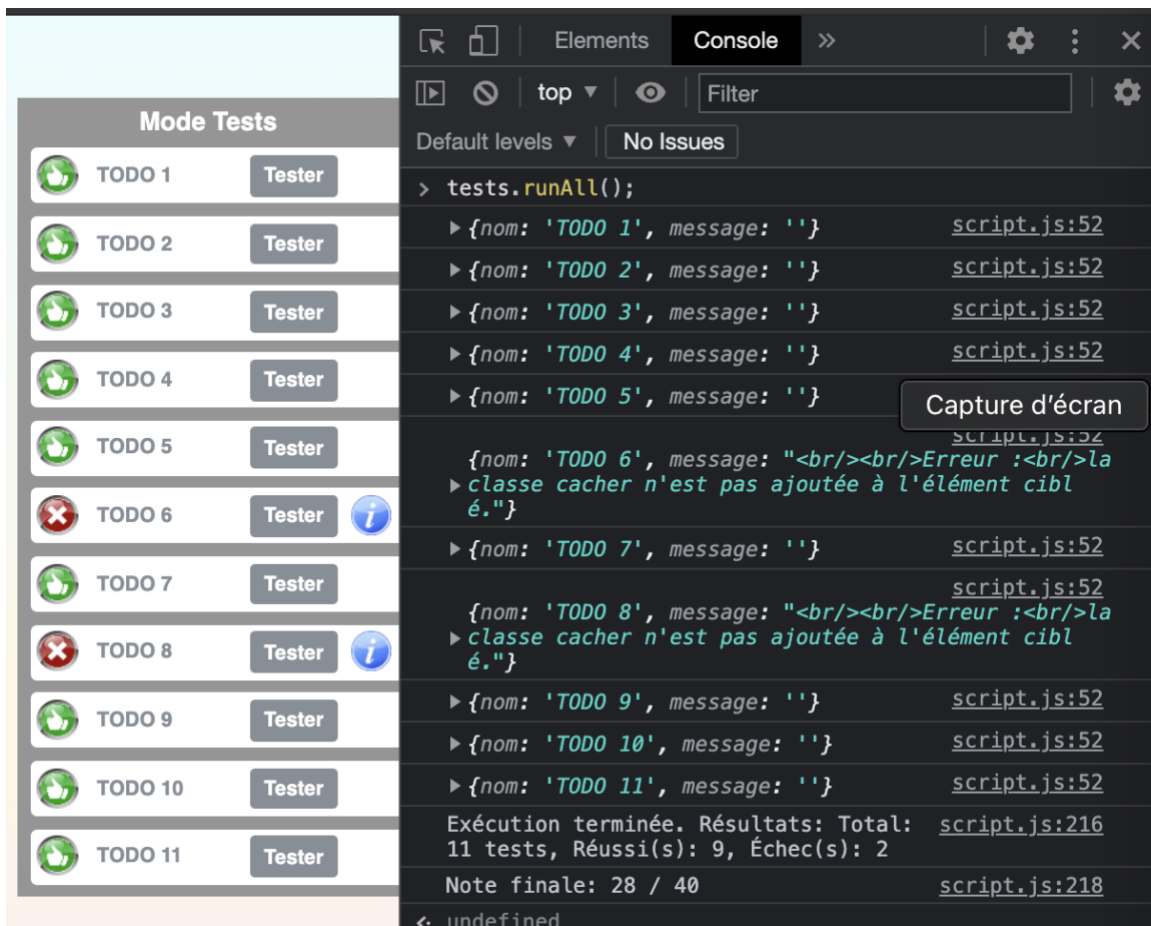 Elements Console »
top ▼ Filter
Default levels ▼ No Issues
Mode Tests
TODO 1 Tester
TODO 2 Tester
TODO 3 Tester
TODO 4 Tester
TODO 5 Tester
TODO 6 Tester i
TODO 7 Tester
TODO 8 Tester i
TODO 9 Tester
TODO 10 Tester
TODO 11 Tester
> tests.runAll();
▶ {nom: 'TODO 1', message: ''} script.js:52
▶ {nom: 'TODO 2', message: ''} script.js:52
▶ {nom: 'TODO 3', message: ''} script.js:52
▶ {nom: 'TODO 4', message: ''} script.js:52
▶ {nom: 'TODO 5', message: ''}
Capture d'écran
script.js:52
{nom: 'TODO 6', message: "<br/><br/>Erreur :<br/>la
▶ classe cacher n'est pas ajoutée à l'élément cibl
é."}
▶ {nom: 'TODO 7', message: ''} script.js:52
script.js:52
{nom: 'TODO 8', message: "<br/><br/>Erreur :<br/>la
▶ classe cacher n'est pas ajoutée à l'élément cibl
é."}
▶ {nom: 'TODO 9', message: ''} script.js:52
▶ {nom: 'TODO 10', message: ''} script.js:52
▶ {nom: 'TODO 11', message: ''} script.js:52
Exécution terminée. Résultats: Total: script.js:216
11 tests, Réussi(s): 9, Échec(s): 2
Note finale: 28 / 40 script.js:218
undefined